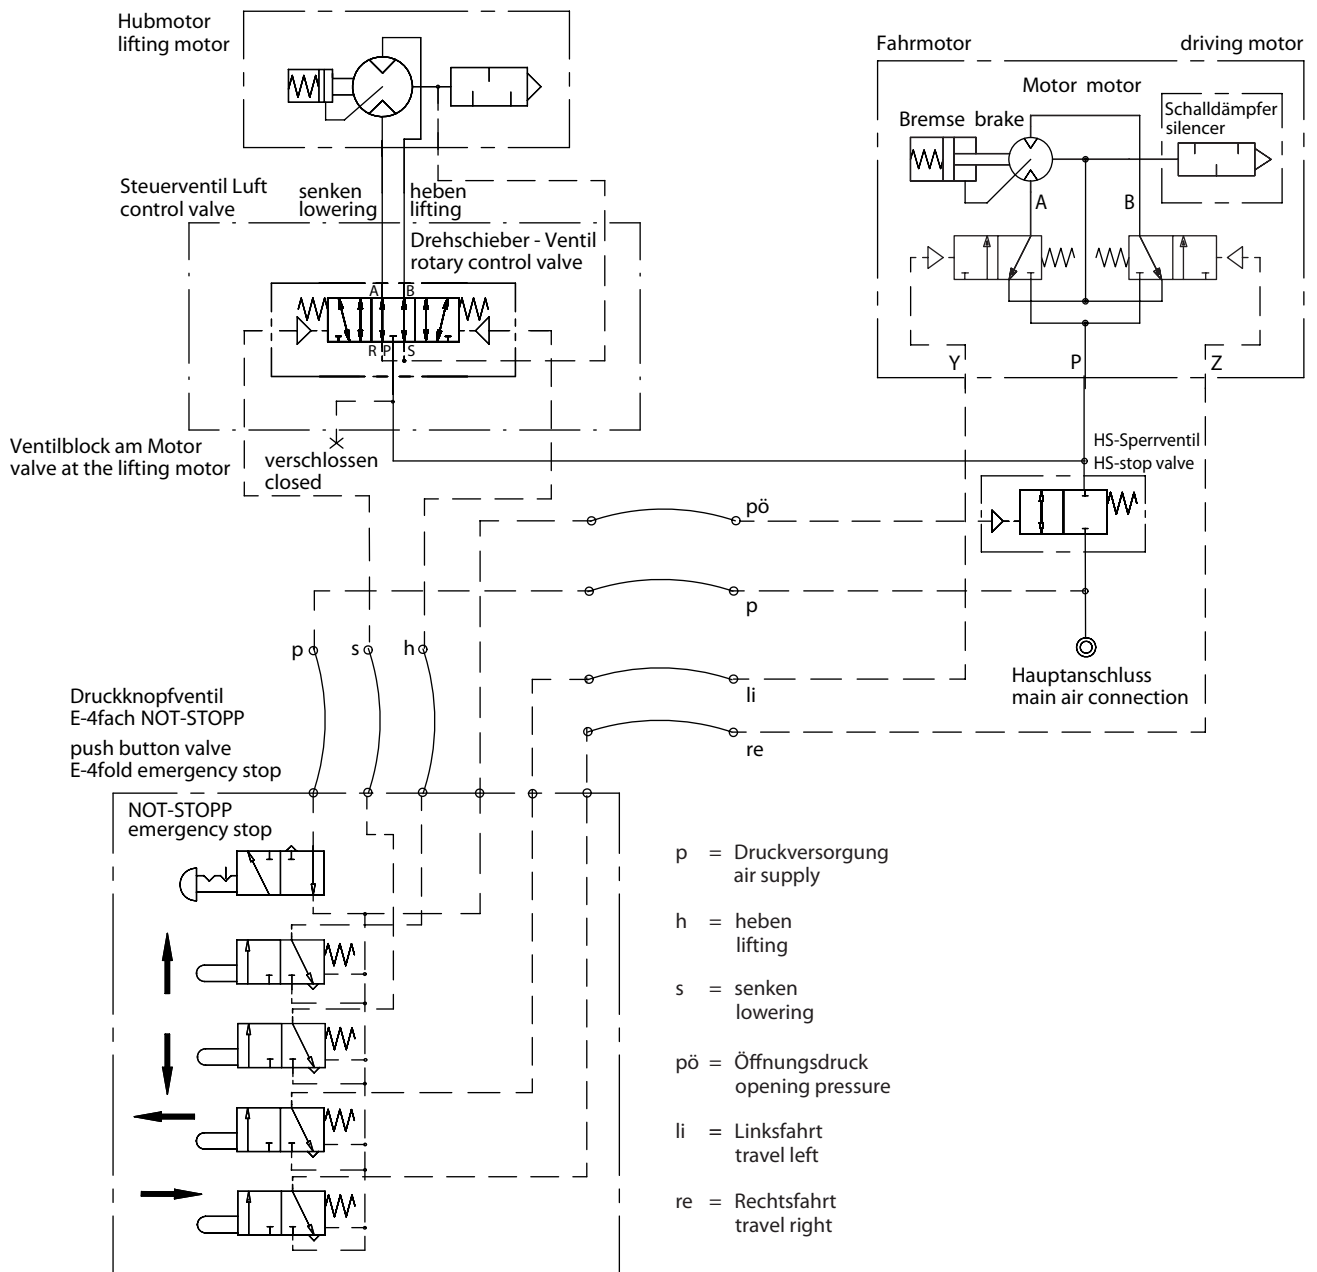 Hubmotor
lifting motor
Fahrmotor
driving motor
Motor motor
Bremse brake
Schalldämpfer
silencer
A
B
Steuerventil Luft
control valve
senken
lowering
heben
lifting
Drehschieber - Ventil
rotary control valve
A
B
R
P
S
Y
P
Z
Ventilblock am Motor
valve at the lifting motor
verschlossen
closed
HS-Sperrventil
HS-stop valve
pö
p
p
s
h
li
re
Hauptanschluss
main air connection
Druckknopfventil
E-4fach NOT-STOPP
push button valve
E-4fold emergency stop
NOT-STOPP
emergency stop
p = Druckversorgung
air supply
h = heben
lifting
s = senken
lowering
pö = Öffnungsdruck
opening pressure
li = Linksfahrt
travel left
re = Rechtsfahrt
travel right